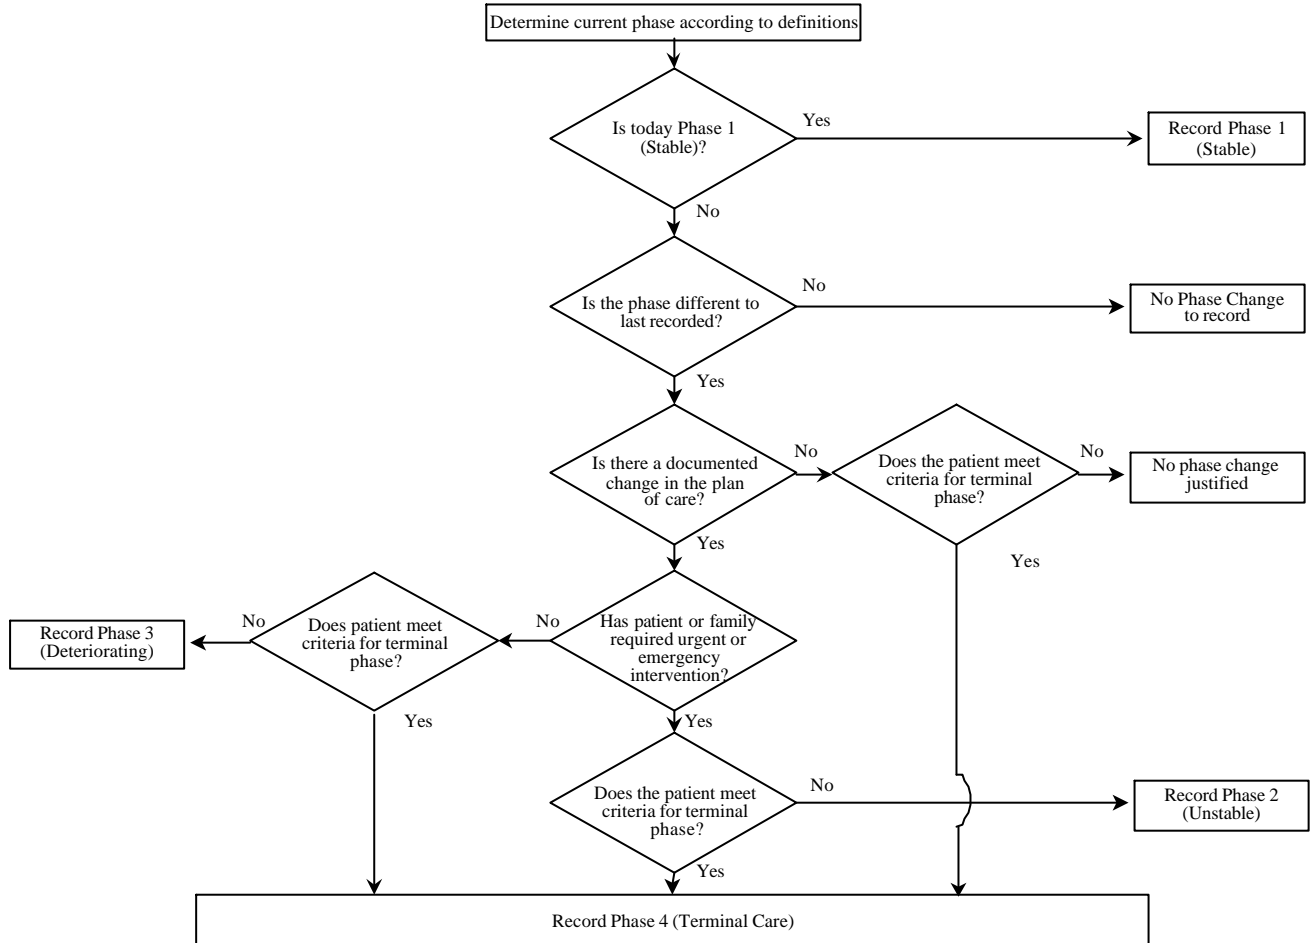 Determine current phase according to definitions
Is today Phase 1
(Stable)?
Yes
Record Phase 1
(Stable)
No
Is the phase different to
last recorded?
No
No Phase Change
to record
Yes
Is there a documented
change in the plan
of care?
No
Does the patient meet
criteria for terminal
phase?
No
No phase change
justified
Yes
Yes
Record Phase 3
(Deteriorating)
No
Does patient meet
criteria for terminal
phase?
No
Has patient or family
required urgent or
emergency
intervention?
Yes
Yes
Does the patient meet
criteria for terminal
phase?
No
Record Phase 2
(Unstable)
Yes
Record Phase 4 (Terminal Care)